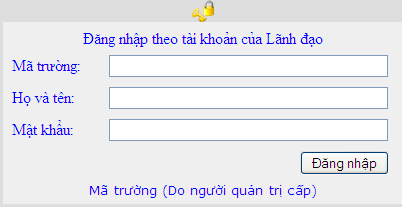 Đăng nhập theo tài khoản của Lãnh đạo
Mã trường:
Họ và tên:
Mật khẩu:
Đăng nhập
Mã trường (Do người quản trị cấp)